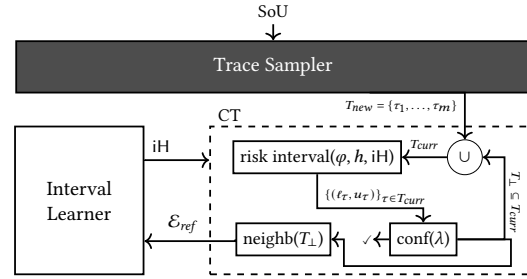 SoU
Trace Sampler
T_new = {τ_1, . . . , τ_m}
CT
iH
T_curr
risk interval(φ, h, iH)
∪
Interval
Learner
{(ℓ_τ, u_τ)}_{τ∈T_curr}
T_⊥ ⊆ T_curr
ℰ_ref
neighb(T_⊥)
✓
conf(λ)